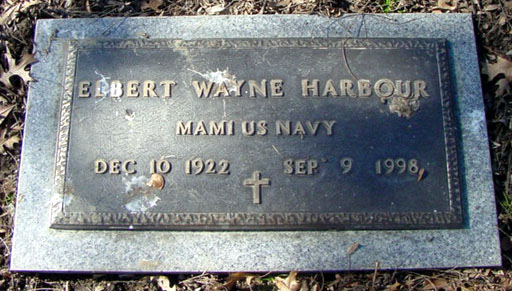 ELBERT WAYNE HARBOUR
MAM1 US NAVY
DEC 10 1922 SEP 9 1998